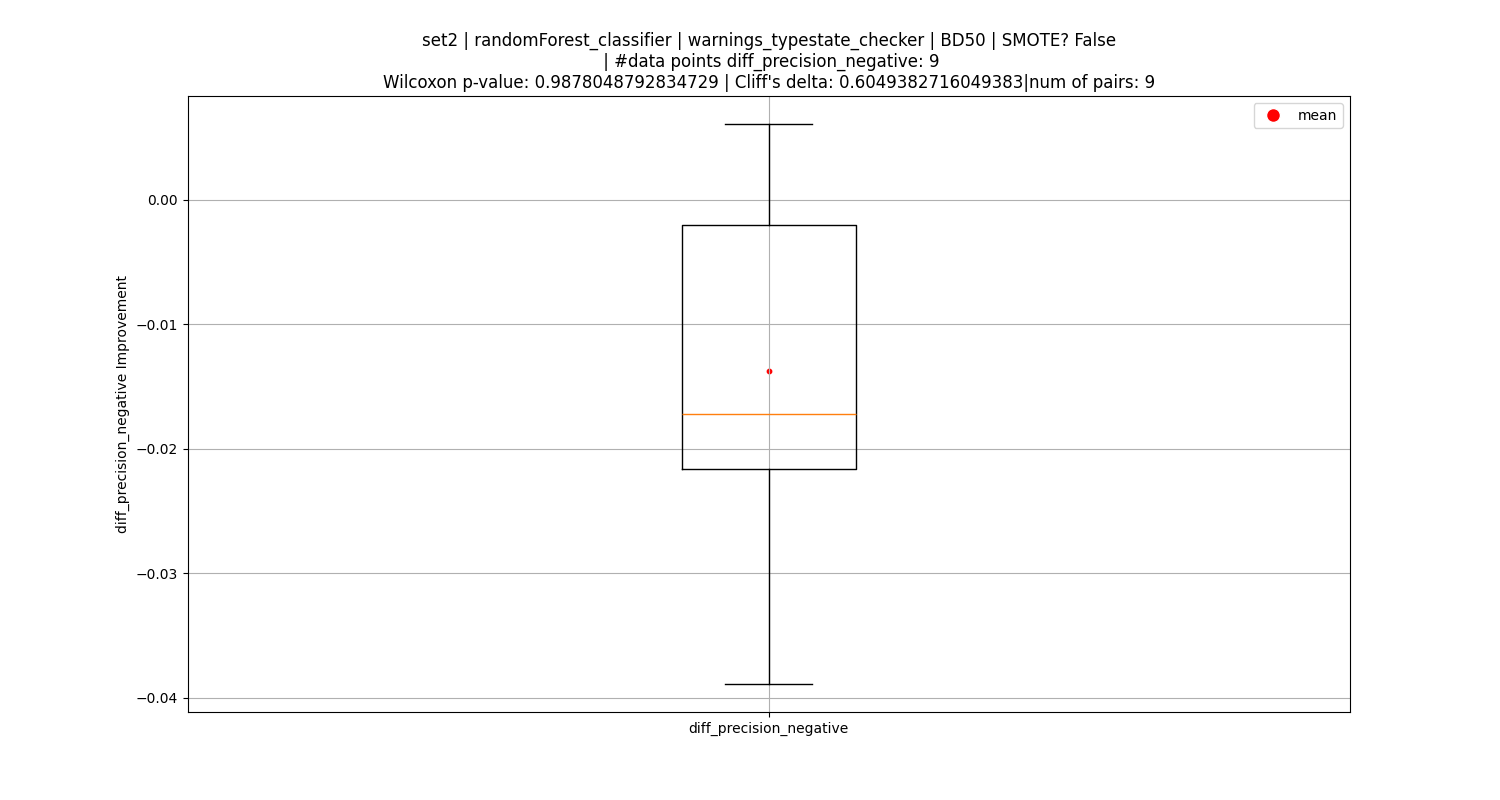 set2 | randomForest_classifier | warnings_typestate_checker | BD50 | SMOTE? False
| #data points diff_precision_negative: 9
Wilcoxon p-value: 0.9878048792834729 | Cliff's delta: 0.6049382716049383|num of pairs: 9
mean
0.00
−0.01
−0.02
−0.03
−0.04
diff_precision_negative Improvement
diff_precision_negative